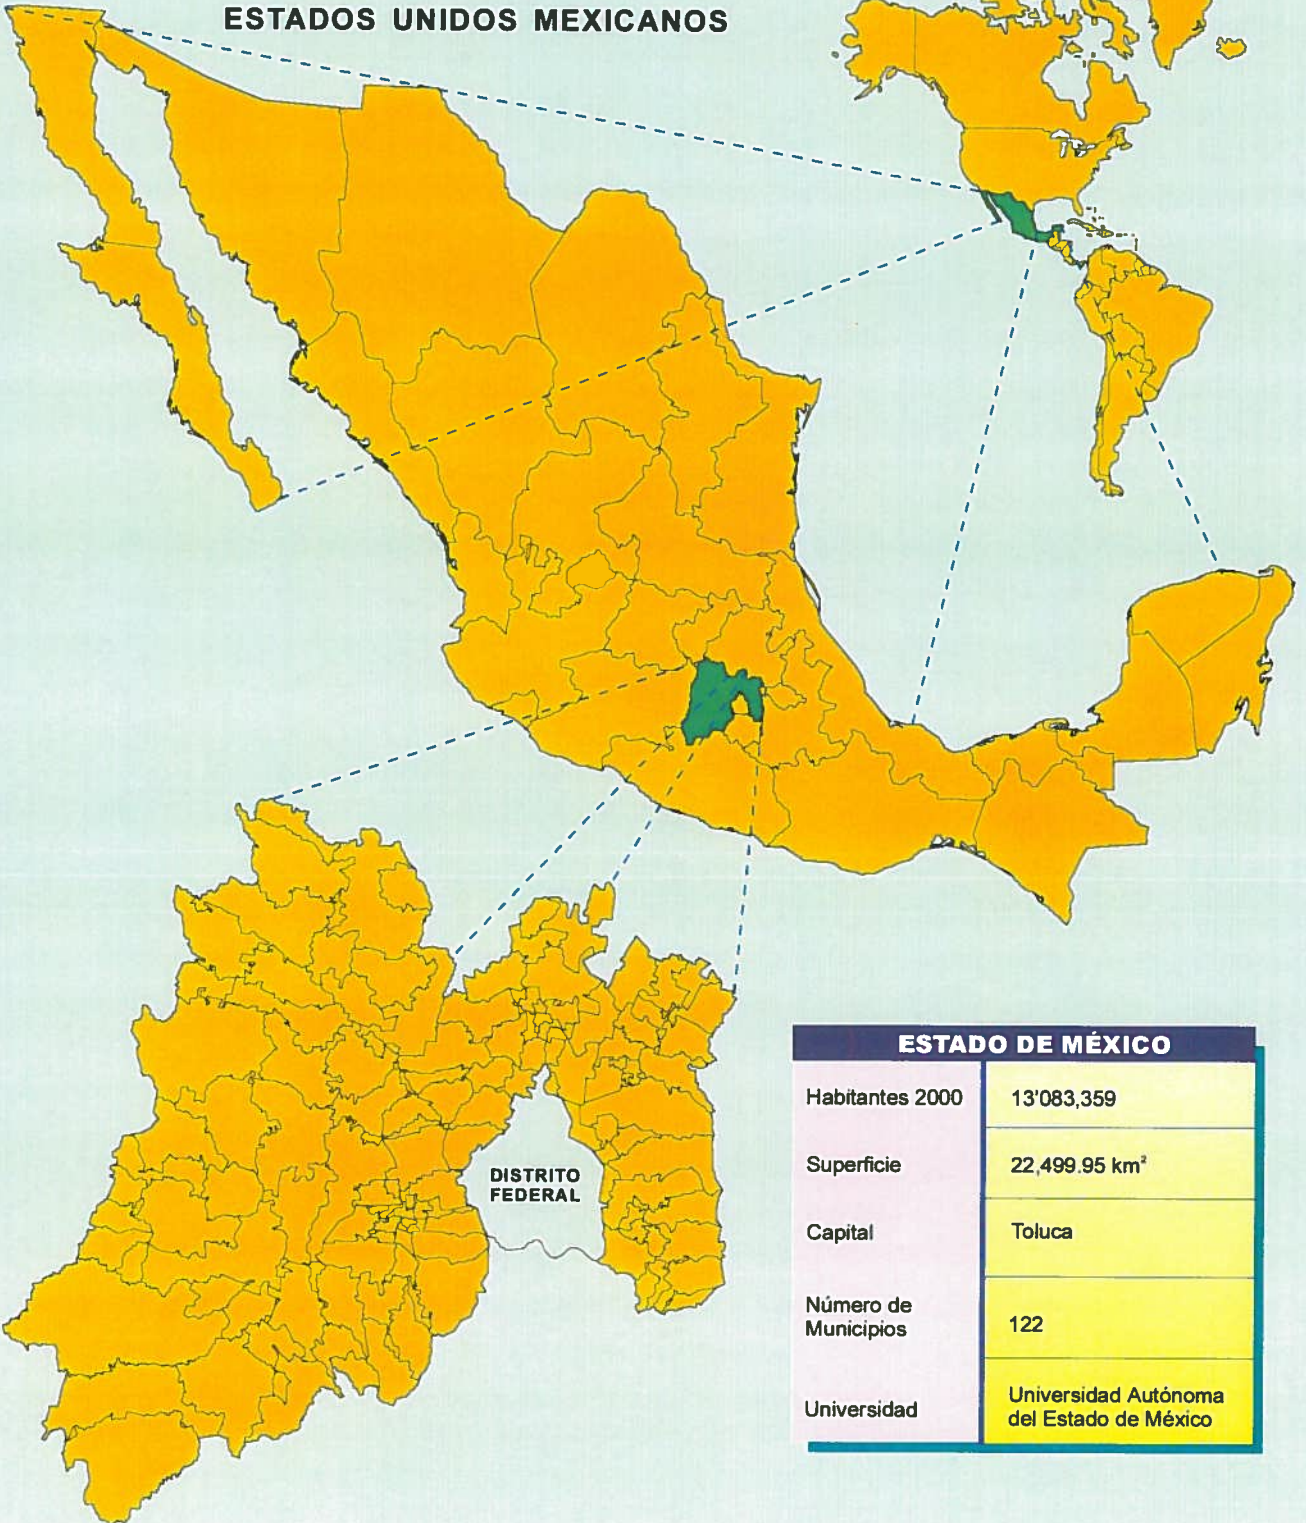 ESTADOS UNIDOS MEXICANOS
DISTRITO
FEDERAL
ESTADO DE MÉXICO
Habitantes 2000
13'083,359
Superficie
22,499.95 km²
Capital
Toluca
Número de
Municipios
122
Universidad
Universidad Autónoma
del Estado de México